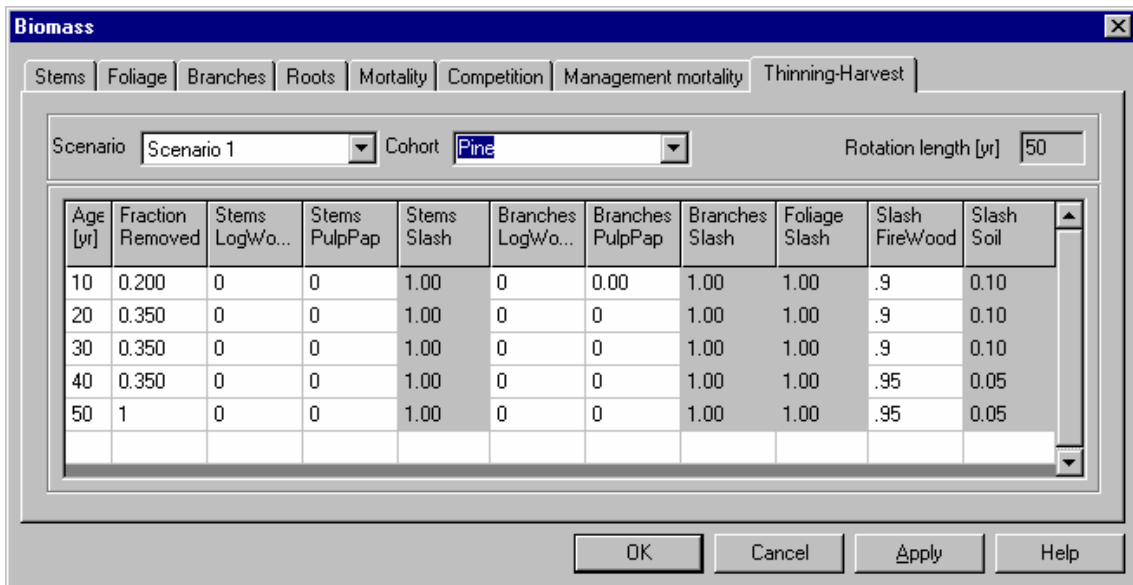 Biomass
Stems Foliage Branches Roots Mortality Competition Management mortality Thinning-Harvest
Scenario Scenario 1 Cohort Pine Rotation length [yr] 50
Age Fraction Stems Stems Stems Branches Branches Branches Foliage Slash Slash
[yr] Removed LogWo... PulpPap Slash LogWo... PulpPap Slash Slash FireWood Soil
10 0.200 0 0 1.00 0 0.00 1.00 1.00 .9 0.10
20 0.350 0 0 1.00 0 0 1.00 1.00 .9 0.10
30 0.350 0 0 1.00 0 0 1.00 1.00 .9 0.10
40 0.350 0 0 1.00 0 0 1.00 1.00 .95 0.05
50 1 0 0 1.00 0 0 1.00 1.00 .95 0.05
OK Cancel Apply Help